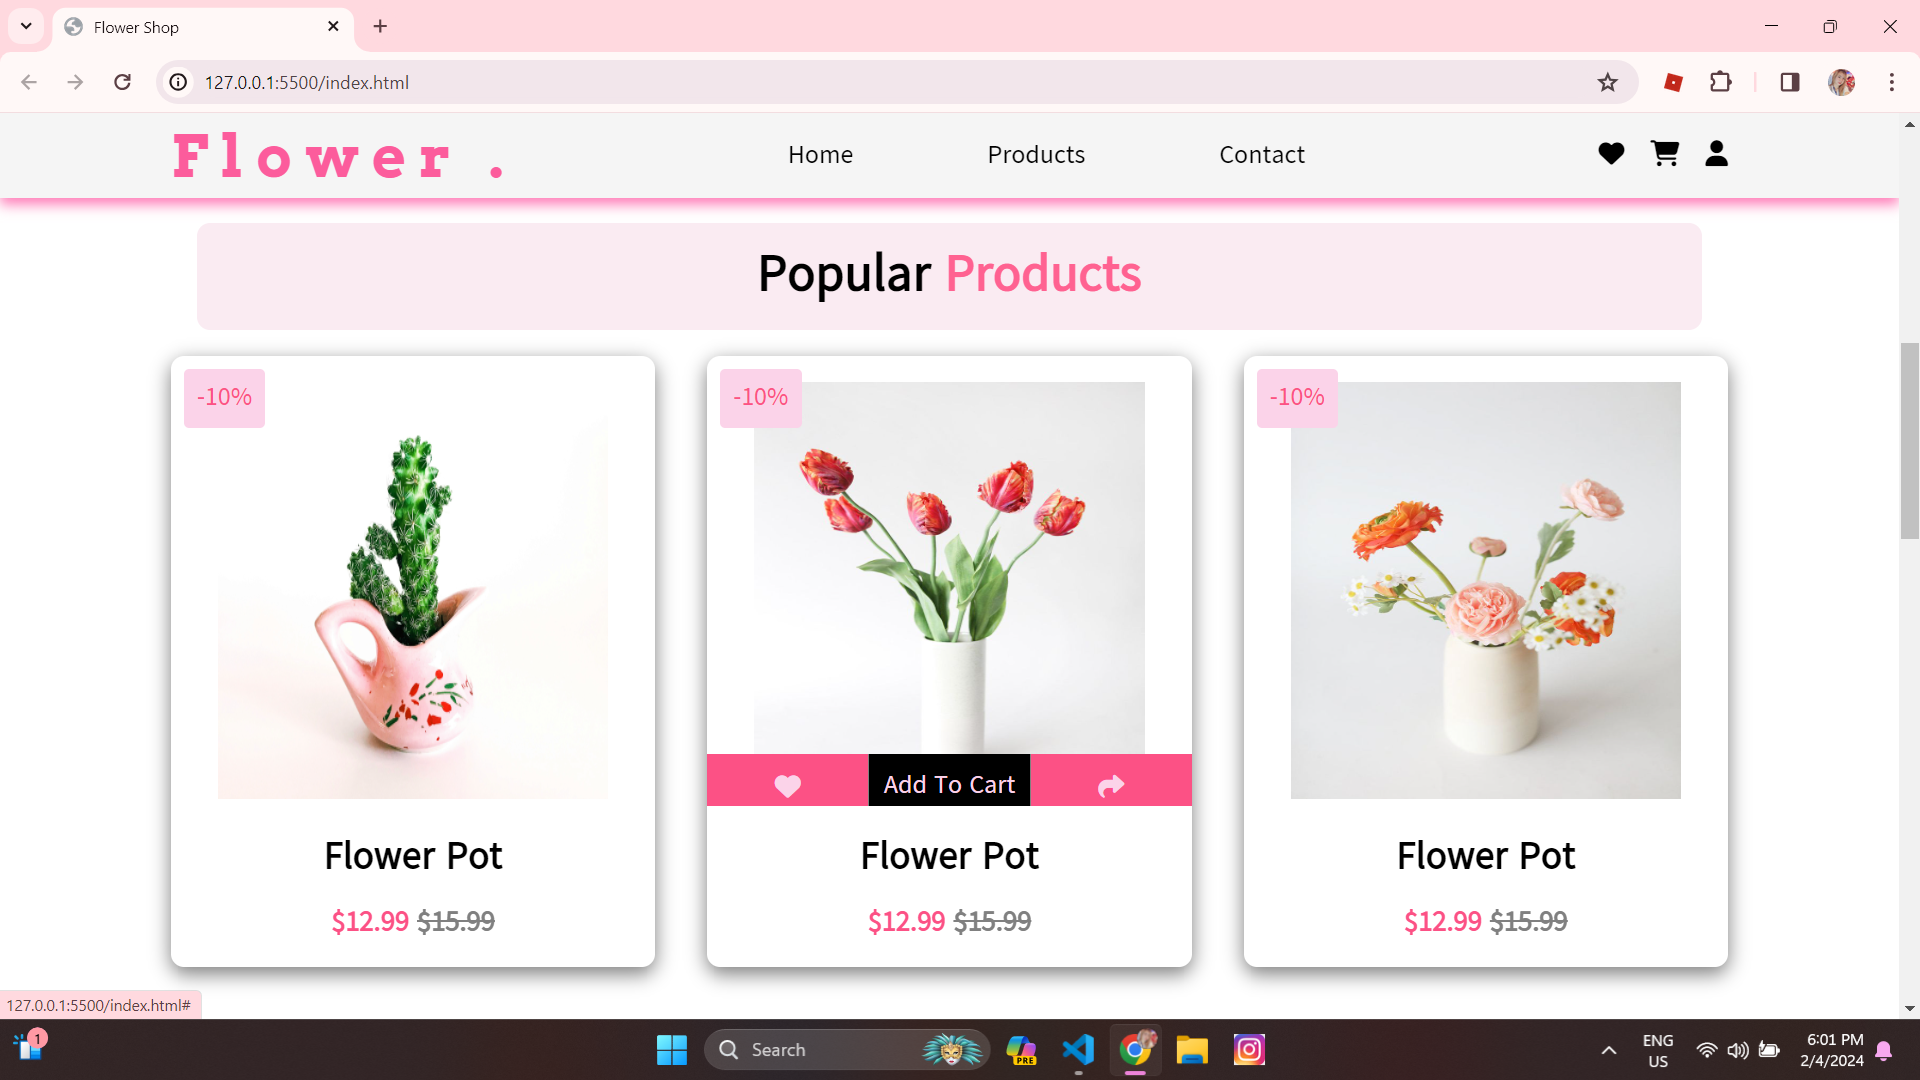 Flower Shop
127.0.0.1:5500/index.html
Flower .
Home Products Contact
Popular Products
-10% -10% -10%
Add To Cart
Flower Pot Flower Pot Flower Pot
$12.99 $15.99 $12.99 $15.99 $12.99 $15.99
127.0.0.1:5500/index.html#
1
Search
PRE
ENG
US
6:01 PM
2/4/2024